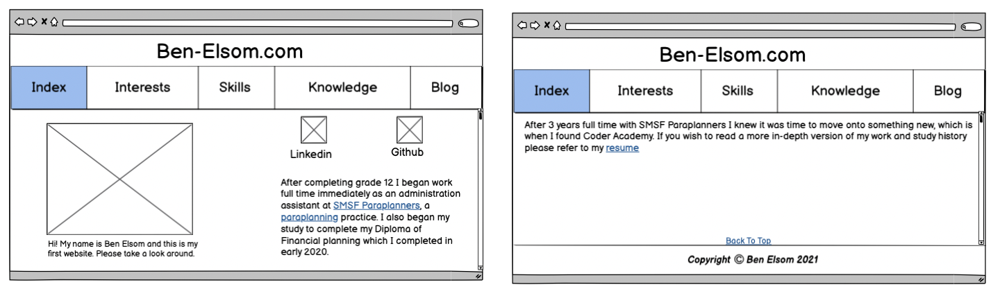 Ben-Elsom.com
Index
Interests
Skills
Knowledge
Blog
Linkedin
Github
After completing grade 12 I began work
full time immediately as an administration
assistant at SMSF Paraplanners, a
paraplanning practice. I also began my
study to complete my Diploma of
Financial planning which I completed in
early 2020.
Hi! My name is Ben Elsom and this is my
first website. Please take a look around.
Ben-Elsom.com
Index
Interests
Skills
Knowledge
Blog
After 3 years full time with SMSF Paraplanners I knew it was time to move onto something new, which is
when I found Coder Academy. If you wish to read a more in-depth version of my work and study history
please refer to my resume
Back To Top
Copyright © Ben Elsom 2021